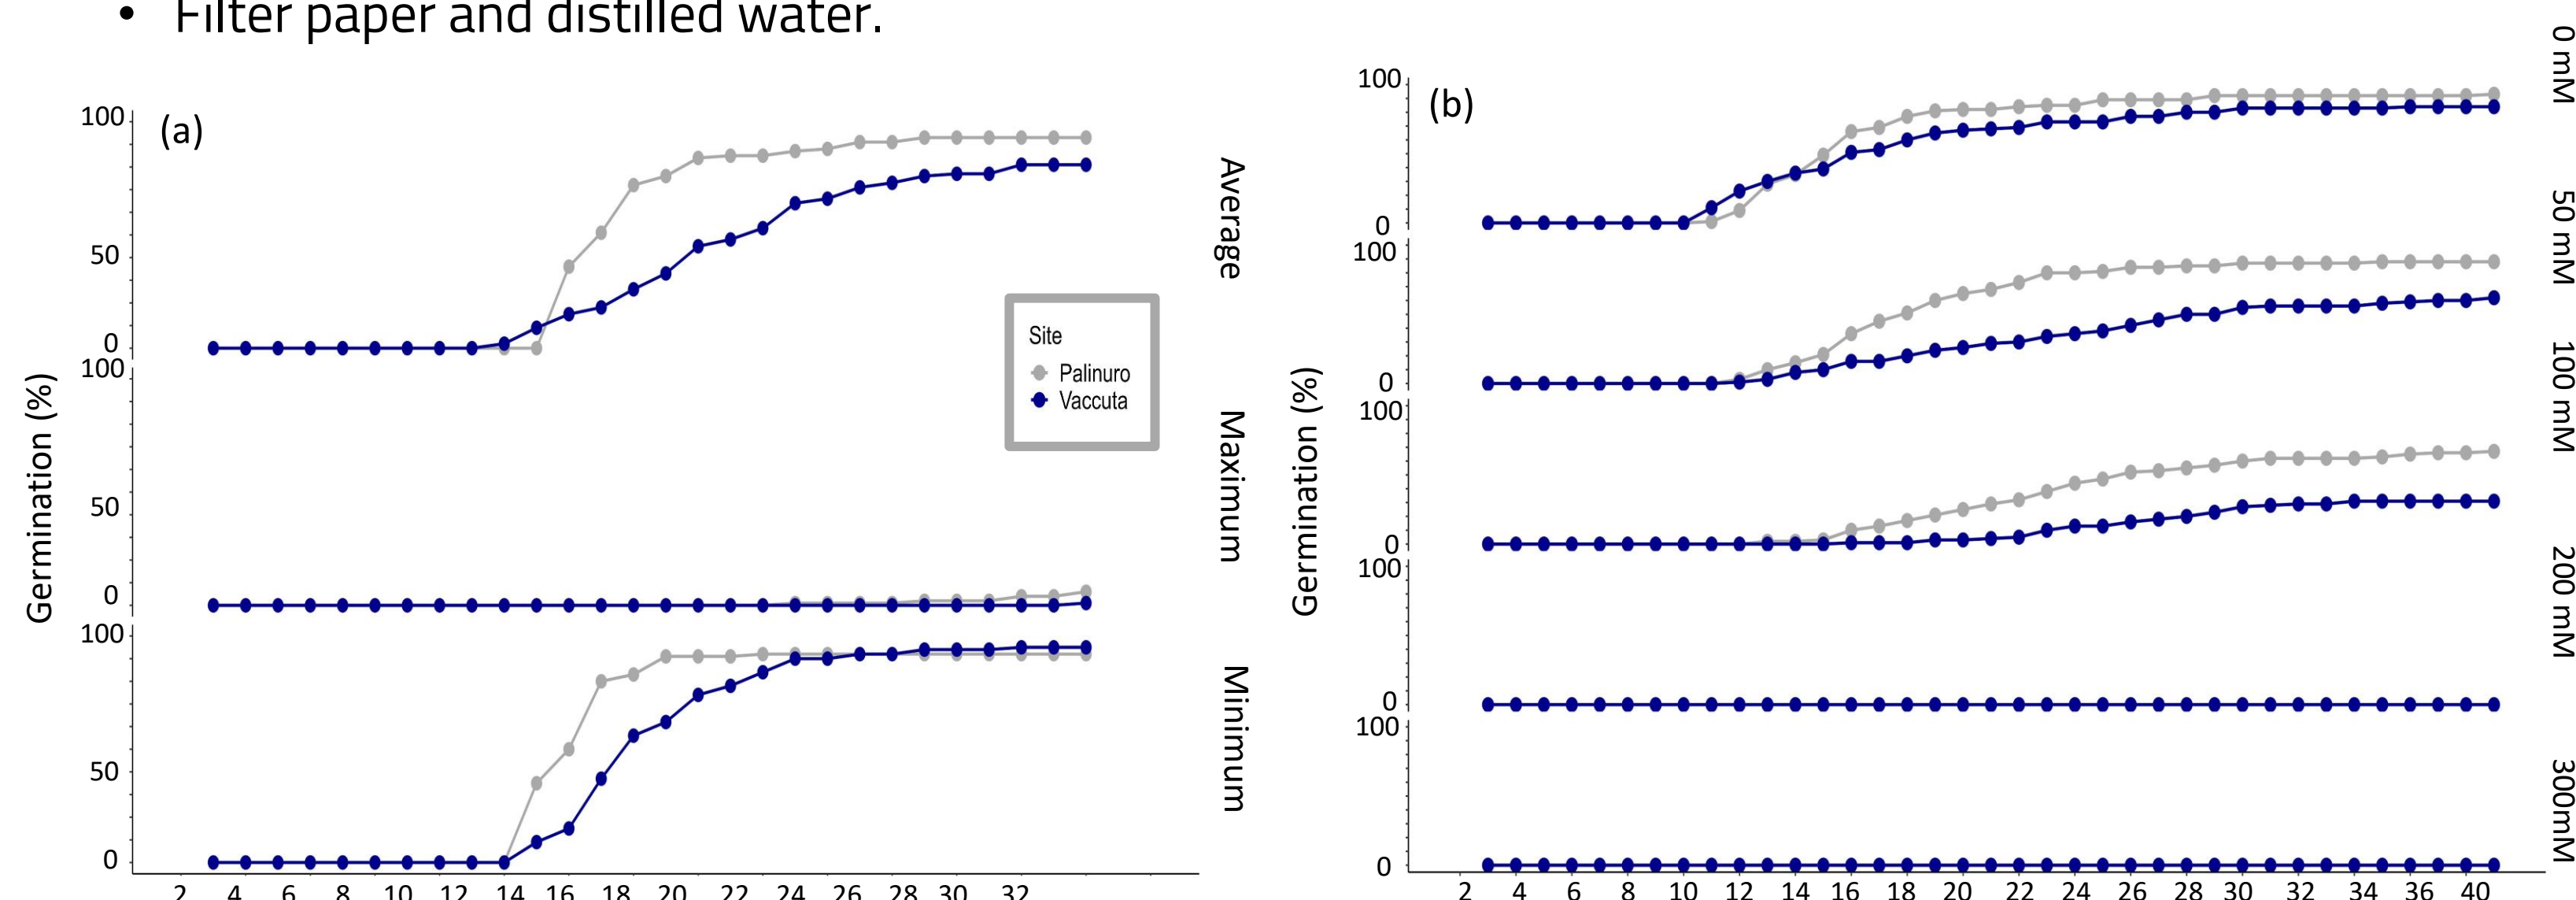 • Filter paper and distilled water.
(a)
100
50
0
Average
100
50
0
Maximum
100
50
0
Minimum
Germination (%)
Site
Palinuro
Vaccuta
2 4 6 8 10 12 14 16 18 20 22 24 26 28 30 32
(b)
100
0
0 mM
100
0
50 mM
100
0
100 mM
100
0
200 mM
100
0
300mM
Germination (%)
2 4 6 8 10 12 14 16 18 20 22 24 26 28 30 32 34 36 40